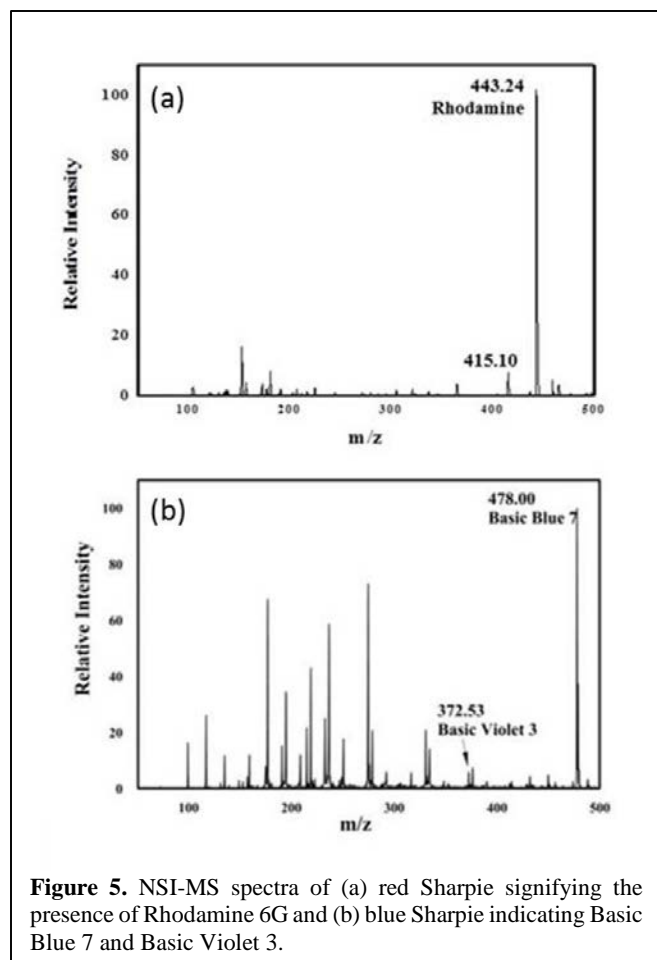 (a)
443.24
Rhodamine
415.10
Relative Intensity
100
80
60
40
20
0
100
200
300
400
500
m/z
(b)
478.00
Basic Blue 7
372.53
Basic Violet 3
Relative Intensity
100
80
60
40
20
0
100
200
300
400
500
m/z
Figure 5. NSI-MS spectra of (a) red Sharpie signifying the
presence of Rhodamine 6G and (b) blue Sharpie indicating Basic
Blue 7 and Basic Violet 3.